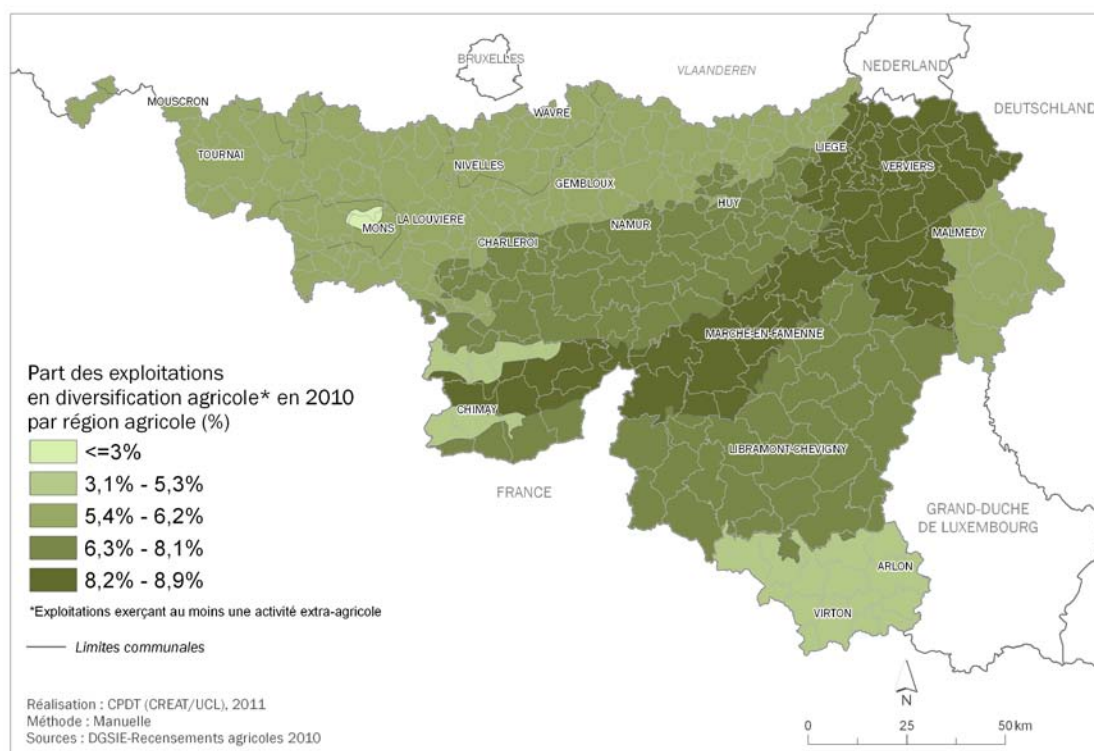 BRUXELLES
VLAANDEREN
NEDERLAND
DEUTSCHLAND
MOUSCRON
WAVRE
TOURNAI
LIEGE
NIVELLES
VERVIERS
GEMBLOUX
HUY
LA LOUVIERE
MONS
NAMUR
MALMEDY
CHARLEROI
MARCHE-EN-FAMENNE
CHIMAY
LIBRAMONT-CHEVIGNY
FRANCE
GRAND-DUCHE
DE LUXEMBOURG
ARLON
VIRTON
Part des exploitations
en diversification agricole* en 2010
par région agricole (%)
<=3%
3,1% - 5,3%
5,4% - 6,2%
6,3% - 8,1%
8,2% - 8,9%
*Exploitations exerçant au moins une activité extra-agricole
Limites communales
Réalisation : CPDT (CREAT/UCL), 2011
Méthode : Manuelle
Sources : DGSIE-Recensements agricoles 2010
N
0 25 50 km